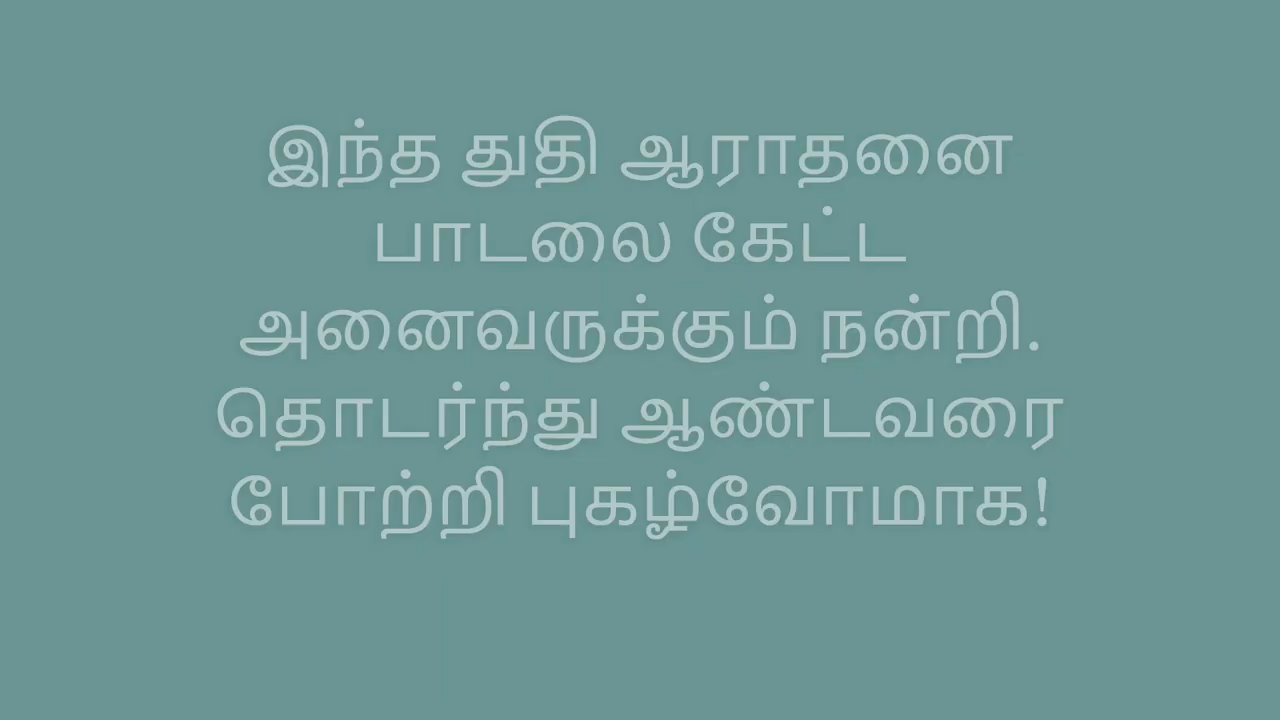 இந்த துதி ஆராதனை
பாடலை கேட்ட
அனைவருக்கும் நன்றி.
தொடர்ந்து ஆண்டவரை
போற்றி புகழ்வோமாக!